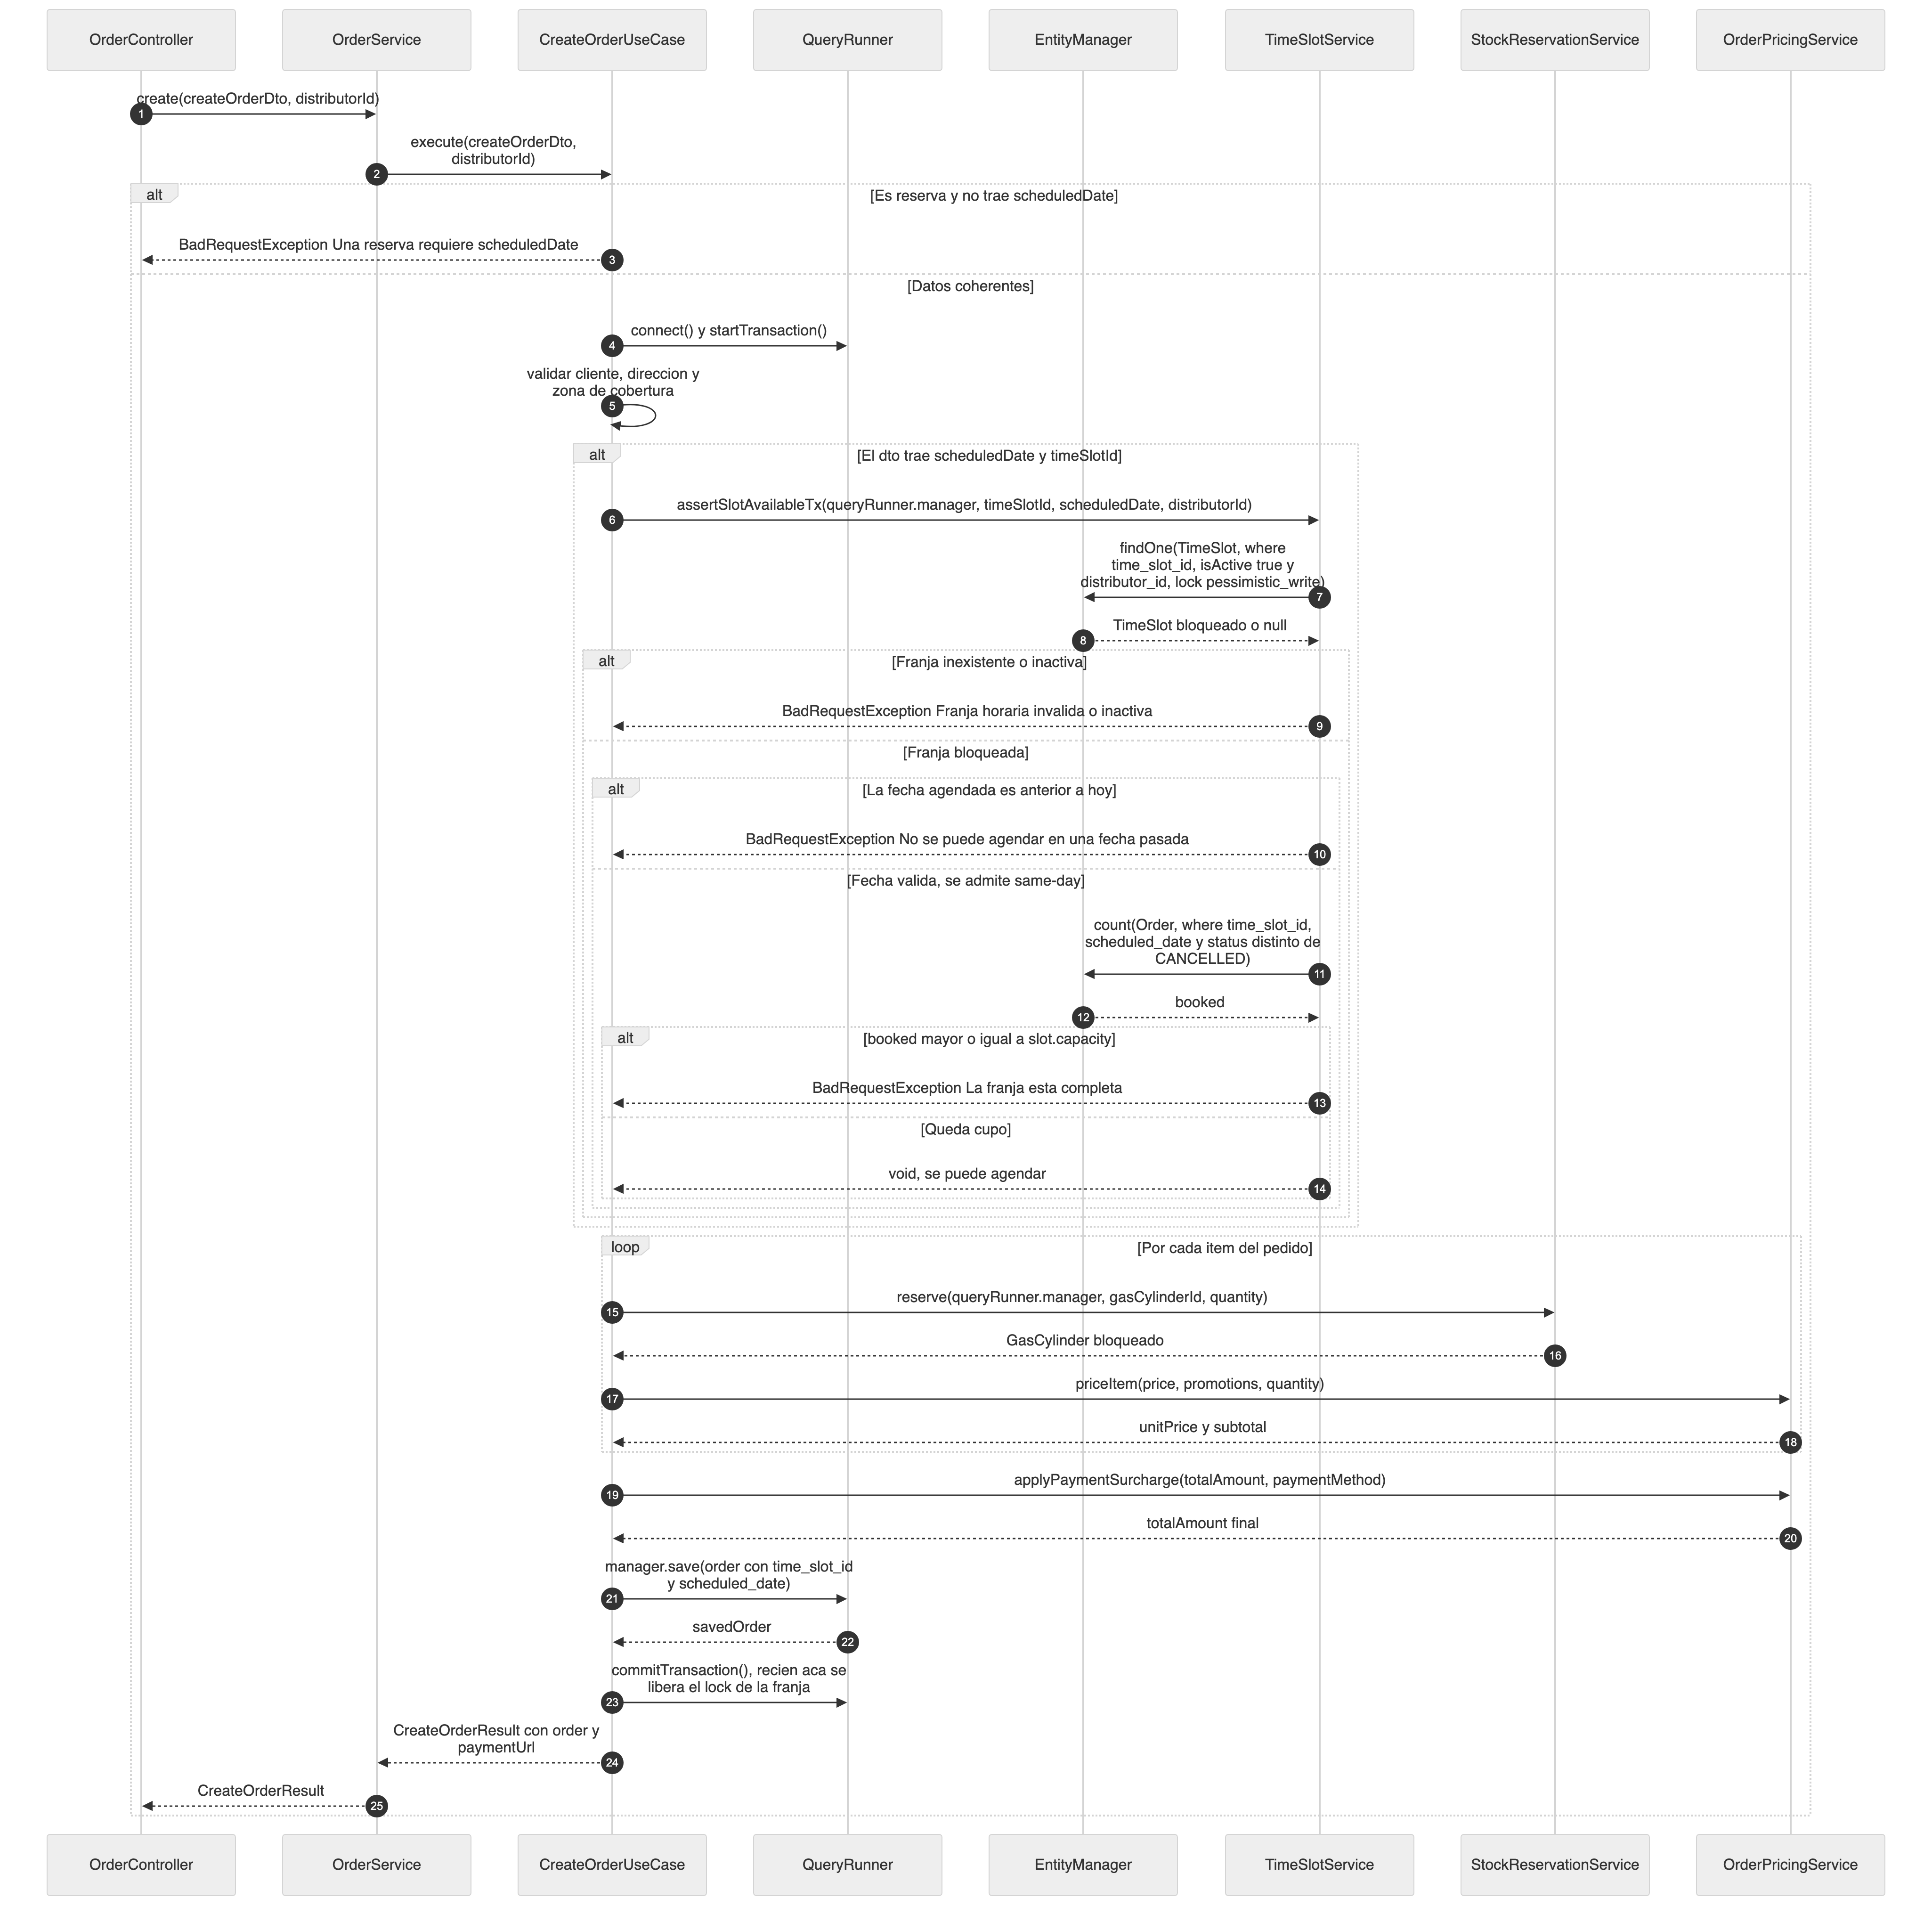 OrderController
OrderService
CreateOrderUseCase
QueryRunner
EntityManager
TimeSlotService
StockReservationService
OrderPricingService
create(createOrderDto, distributorId)
1
execute(createOrderDto,
distributorId)
2
alt
[Es reserva y no trae scheduledDate]
BadRequestException Una reserva requiere scheduledDate
3
[Datos coherentes]
connect() y startTransaction()
4
validar cliente, direccion y
zona de cobertura
5
alt
[El dto trae scheduledDate y timeSlotId]
assertSlotAvailableTx(queryRunner.manager, timeSlotId, scheduledDate, distributorId)
6
findOne(TimeSlot, where
time_slot_id, isActive true y
distributor_id, lock pessimistic_write)
7
TimeSlot bloqueado o null
8
alt
[Franja inexistente o inactiva]
BadRequestException Franja horaria invalida o inactiva
9
[Franja bloqueada]
alt
[La fecha agendada es anterior a hoy]
BadRequestException No se puede agendar en una fecha pasada
10
[Fecha valida, se admite same-day]
count(Order, where time_slot_id,
scheduled_date y status distinto de
CANCELLED)
11
booked
12
alt
[booked mayor o igual a slot.capacity]
BadRequestException La franja esta completa
13
[Queda cupo]
void, se puede agendar
14
loop
[Por cada item del pedido]
reserve(queryRunner.manager, gasCylinderId, quantity)
15
GasCylinder bloqueado
16
priceItem(price, promotions, quantity)
17
unitPrice y subtotal
18
applyPaymentSurcharge(totalAmount, paymentMethod)
19
totalAmount final
20
manager.save(order con time_slot_id
y scheduled_date)
21
savedOrder
22
commitTransaction(), recien aca se
libera el lock de la franja
23
CreateOrderResult con order y
paymentUrl
24
CreateOrderResult
25
OrderController
OrderService
CreateOrderUseCase
QueryRunner
EntityManager
TimeSlotService
StockReservationService
OrderPricingService